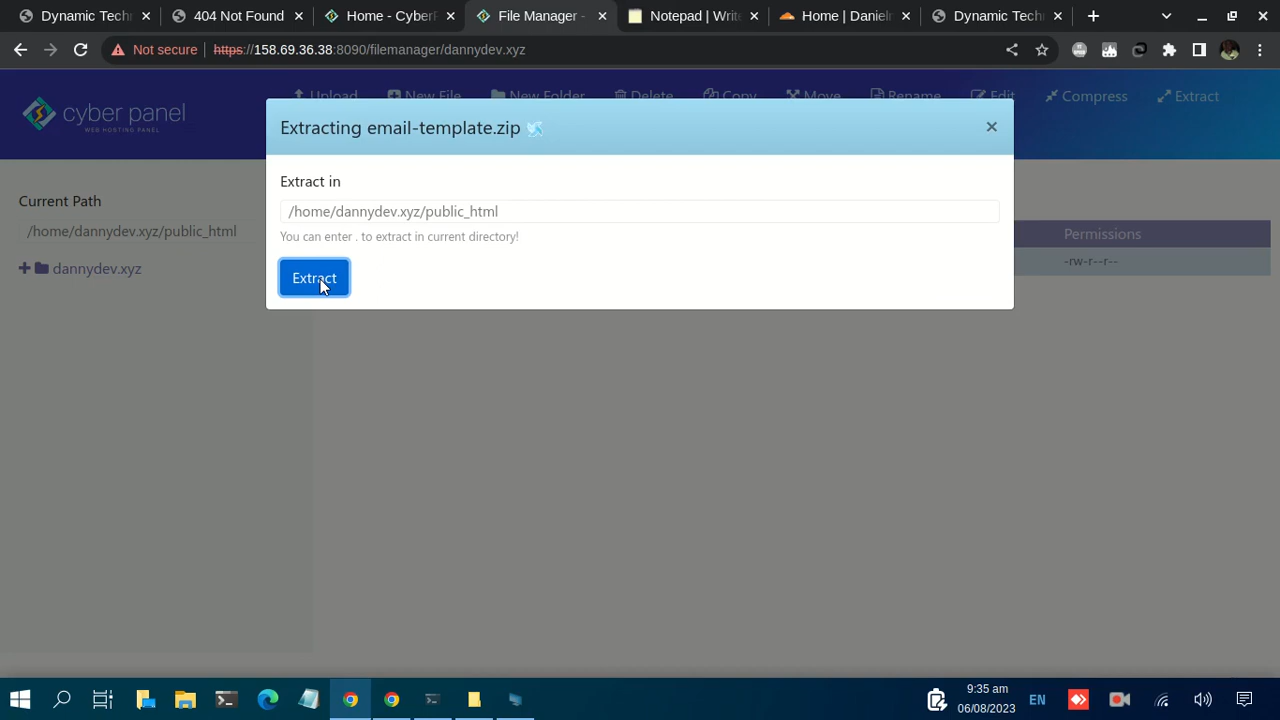 Dynamic Techn
404 Not Found
Home - CyberP
File Manager -
Notepad | Write
Home | Danieln
Dynamic Techn
Not secure
https://158.69.36.38:8090/filemanager/dannydev.xyz
cyber panel
WEB HOSTING PANEL
Upload
New File
New Folder
Delete
Copy
Move
Rename
Edit
Compress
Extract
Extracting email-template.zip
Extract in
/home/dannydev.xyz/public_html
You can enter . to extract in current directory!
Extract
Current Path
/home/dannydev.xyz/public_html
dannydev.xyz
Permissions
-rw-r--r--
9:35 am
06/08/2023
EN